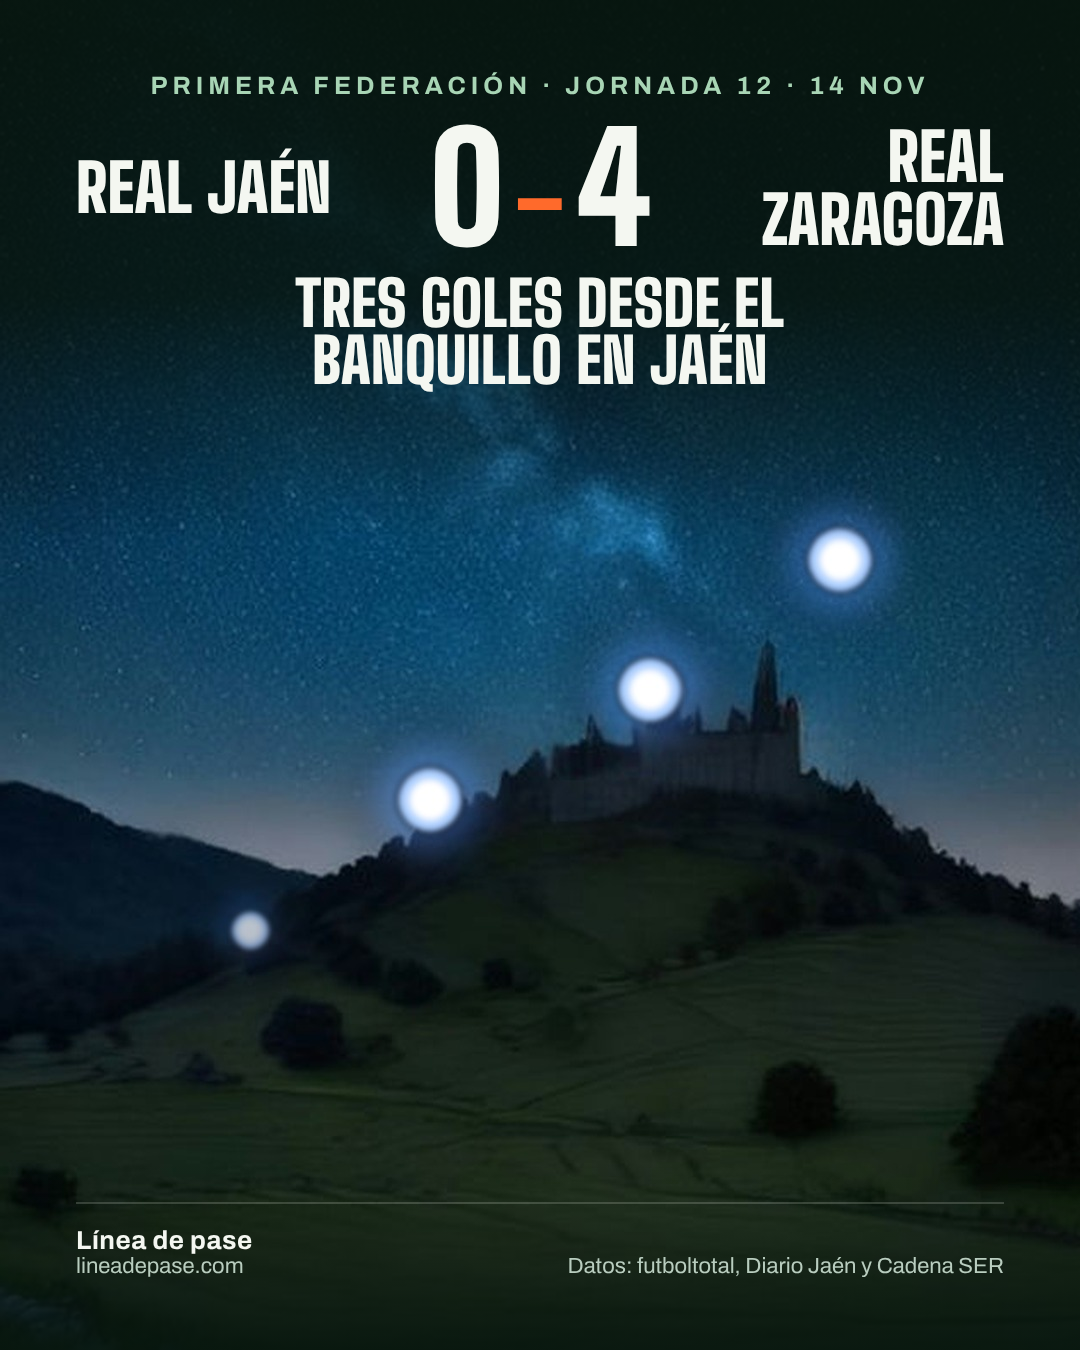 PRIMERA FEDERACIÓN · JORNADA 12 · 14 NOV
REAL JAÉN
0-4
REAL
ZARAGOZA
TRES GOLES DESDE EL
BANQUILLO EN JAÉN
Línea de pase
lineadepase.com
Datos: futboltotal, Diario Jaén y Cadena SER